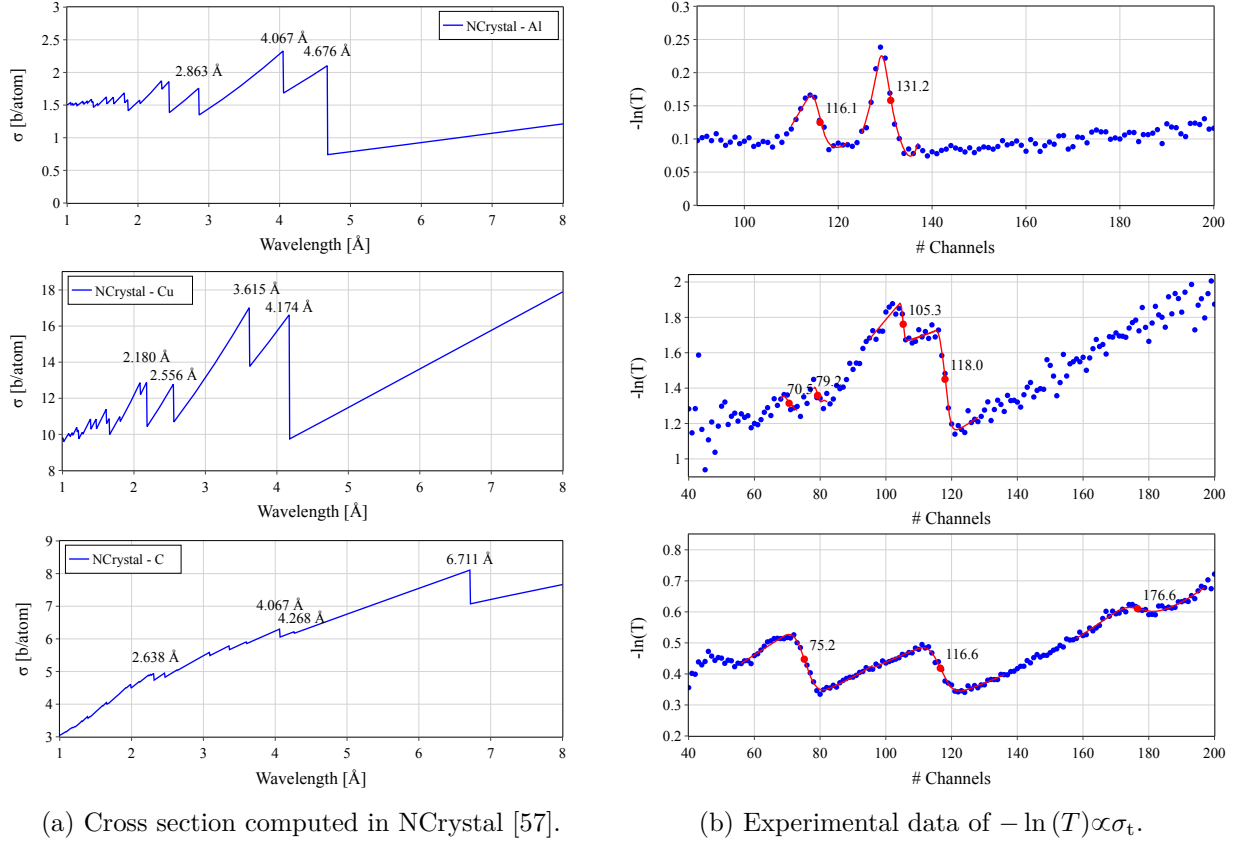 NCrystal - Al
4.067 Å
4.676 Å
2.863 Å
σ [b/atom]
3
2.5
2
1.5
1
0.5
0
1 2 3 4 5 6 7 8
Wavelength [Å]
-ln(T)
0.3
0.25
0.2
0.15
0.1
0.05
0
116.1
131.2
100 120 140 160 180 200
# Channels
NCrystal - Cu
3.615 Å
4.174 Å
2.180 Å
2.556 Å
σ [b/atom]
18
16
14
12
10
8
1 2 3 4 5 6 7 8
Wavelength [Å]
-ln(T)
2
1.8
1.6
1.4
1.2
1
70.5
79.2
105.3
118.0
40 60 80 100 120 140 160 180 200
# Channels
NCrystal - C
6.711 Å
4.067 Å
4.268 Å
2.638 Å
σ [b/atom]
9
8
7
6
5
4
3
1 2 3 4 5 6 7 8
Wavelength [Å]
-ln(T)
0.8
0.7
0.6
0.5
0.4
0.3
0.2
75.2
116.6
176.6
40 60 80 100 120 140 160 180 200
# Channels
(a) Cross section computed in NCrystal [57].
(b) Experimental data of − ln (T)∝σt.